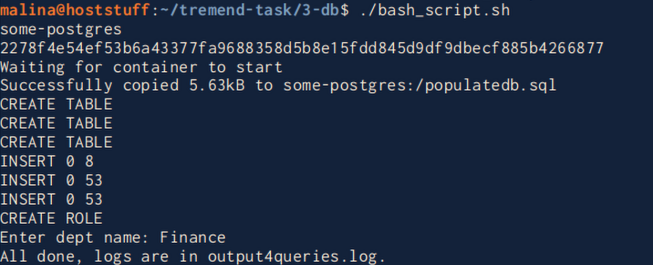 malina@hoststuff:~/tremend-task/3-db$ ./bash_script.sh
some-postgres
2278f4e54ef53b6a43377fa9688358d5b8e15fdd845d9df9dbecf885b4266877
Waiting for container to start
Successfully copied 5.63kB to some-postgres:/populatedb.sql
CREATE TABLE
CREATE TABLE
CREATE TABLE
INSERT 0 8
INSERT 0 53
INSERT 0 53
CREATE ROLE
Enter dept name: Finance
All done, logs are in output4queries.log.